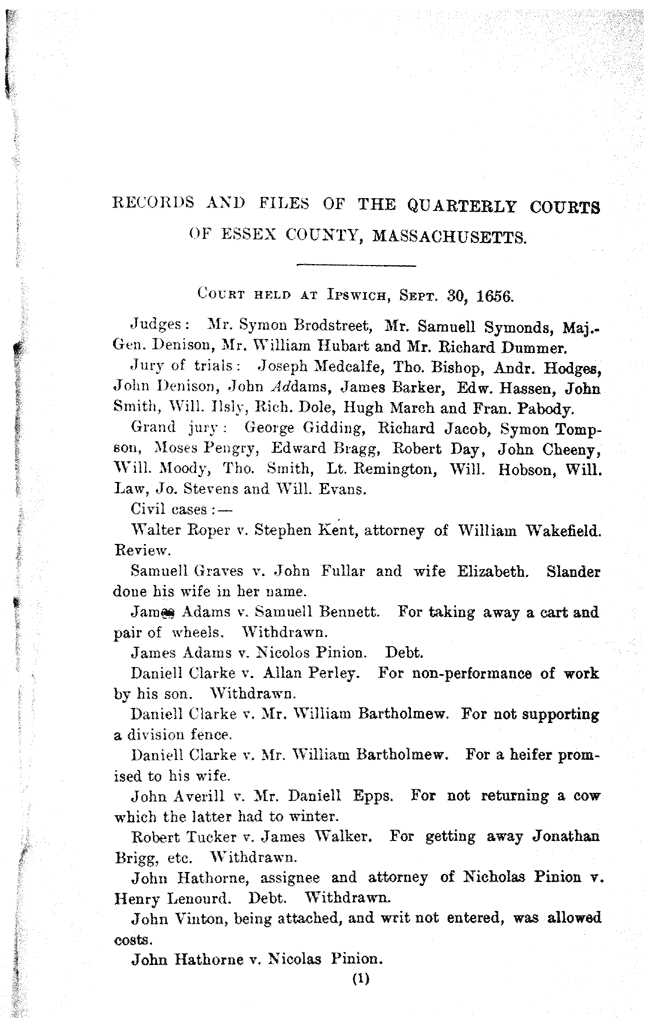 RECORDS AND FILES OF THE QUARTERLY COURTS
OF ESSEX COUNTY, MASSACHUSETTS.
COURT HELD AT IPSWICH, SEPT. 30, 1656.
Judges: Mr. Symon Brodstreet, Mr. Samuell Symonds, Maj.-
Gen. Denison, Mr. William Hubart and Mr. Richard Dummer.
Jury of trials: Joseph Medcalfe, Tho. Bishop, Andr. Hodges,
John Denison, John Addams, James Barker, Edw. Hassen, John
Smith, Will. Ilsly, Rich. Dole, Hugh March and Fran. Pabody.
Grand jury: George Gidding, Richard Jacob, Symon Tomp-
son, Moses Pengry, Edward Bragg, Robert Day, John Cheeny,
Will. Moody, Tho. Smith, Lt. Remington, Will. Hobson, Will.
Law, Jo. Stevens and Will. Evans.
Civil cases:—
Walter Roper v. Stephen Kent, attorney of William Wakefield.
Review.
Samuell Graves v. John Fullar and wife Elizabeth. Slander
done his wife in her name.
James Adams v. Samuell Bennett. For taking away a cart and
pair of wheels. Withdrawn.
James Adams v. Nicolos Pinion. Debt.
Daniell Clarke v. Allan Perley. For non-performance of work
by his son. Withdrawn.
Daniell Clarke v. Mr. William Bartholmew. For not supporting
a division fence.
Daniell Clarke v. Mr. William Bartholmew. For a heifer prom-
ised to his wife.
John Averill v. Mr. Daniell Epps. For not returning a cow
which the latter had to winter.
Robert Tucker v. James Walker. For getting away Jonathan
Brigg, etc. Withdrawn.
John Hathorne, assignee and attorney of Nicholas Pinion v.
Henry Lenourd. Debt. Withdrawn.
John Vinton, being attached, and writ not entered, was allowed
costs.
John Hathorne v. Nicolas Pinion.
(1)